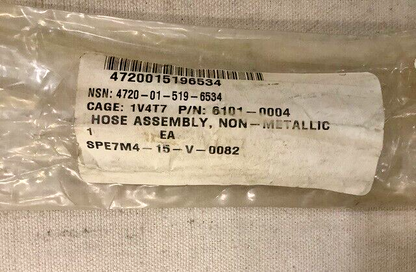 4720015196534
NSN: 4720-01-519-6534
CAGE: 1V4T7 P/N: 6101-0004
HOSE ASSEMBLY, NON-METALLIC
1 EA
SPE7M4-15-V-0082